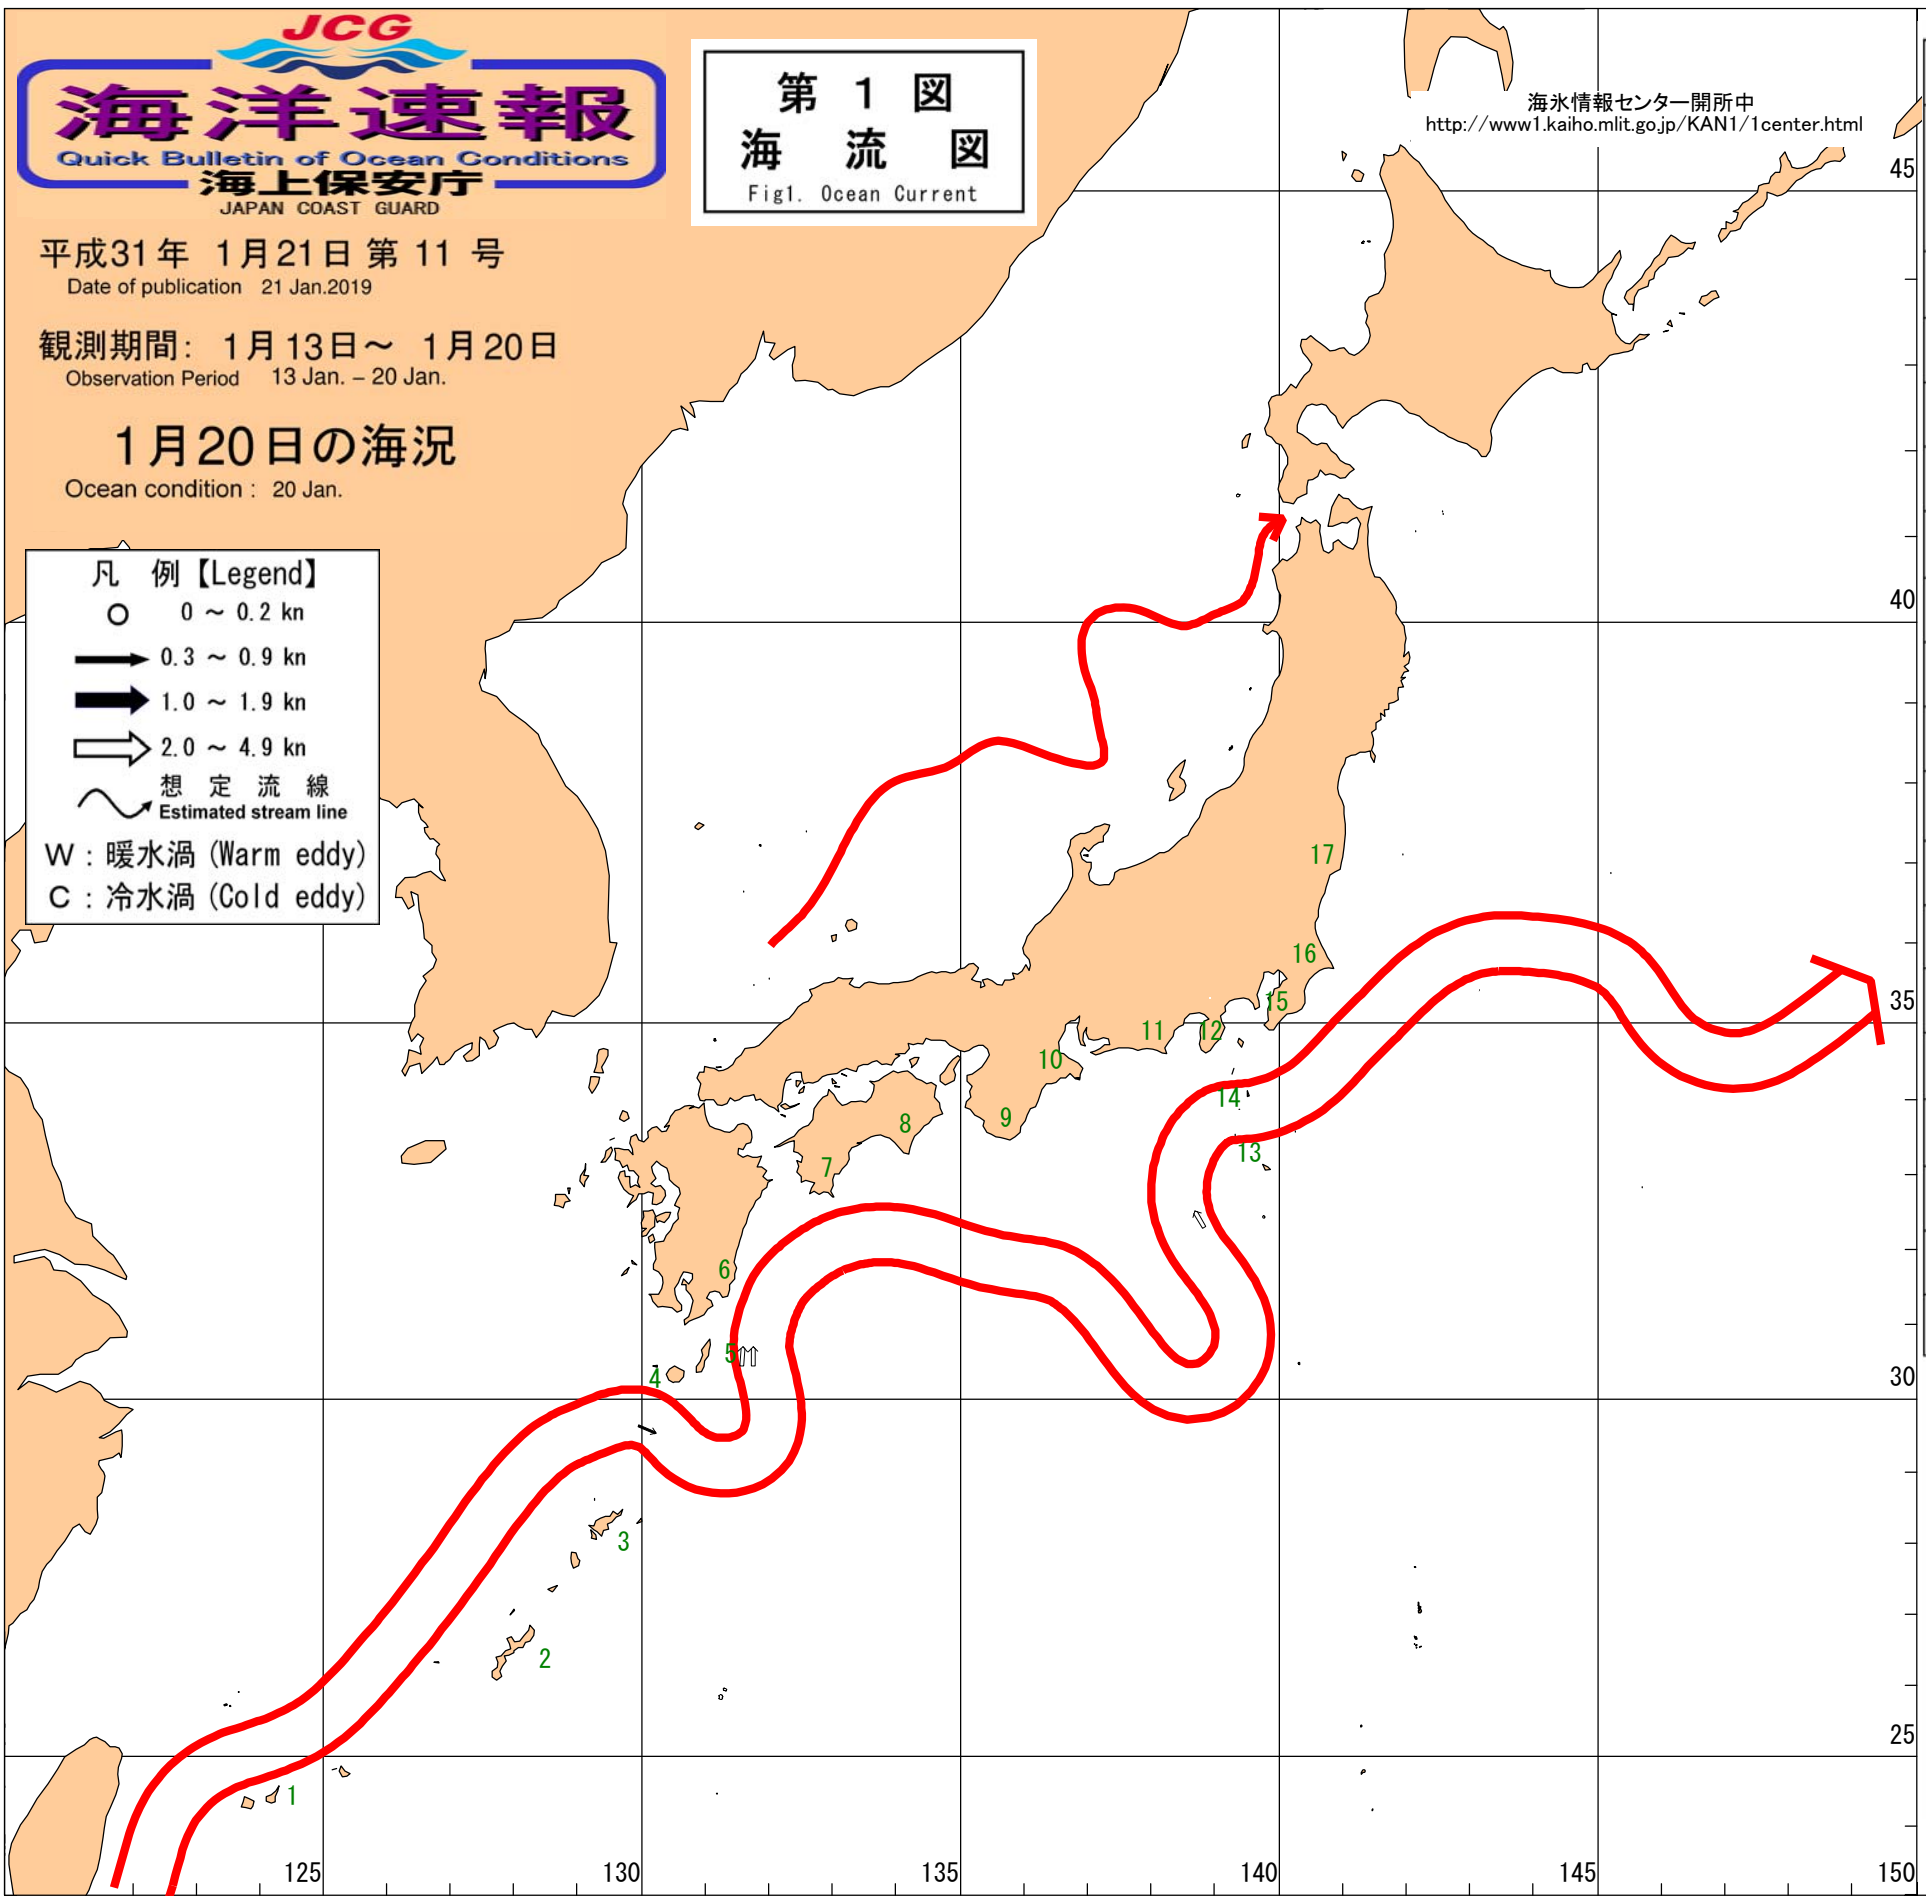 JCG
海洋速報
Quick Bulletin of Ocean Conditions
海上保安庁
JAPAN COAST GUARD
第 1 図
海 流 図
Fig1. Ocean Current
海氷情報センター開所中
http://www1.kaiho.mlit.go.jp/KAN1/1center.html
平成31年 1月21日 第 11 号
Date of publication 21 Jan.2019
観測期間: 1月13日～ 1月20日
Observation Period 13 Jan. – 20 Jan.
1月20日の海況
Ocean condition : 20 Jan.
凡 例【Legend】
0 ～ 0.2 kn
0.3 ～ 0.9 kn
1.0 ～ 1.9 kn
2.0 ～ 4.9 kn
想 定 流 線
Estimated stream line
W : 暖水渦 (Warm eddy)
C : 冷水渦 (Cold eddy)
45
40
35
30
25
17
16
15
11
12
10
14
9
8
13
7
6
5
4
3
2
1
125
130
135
140
145
150